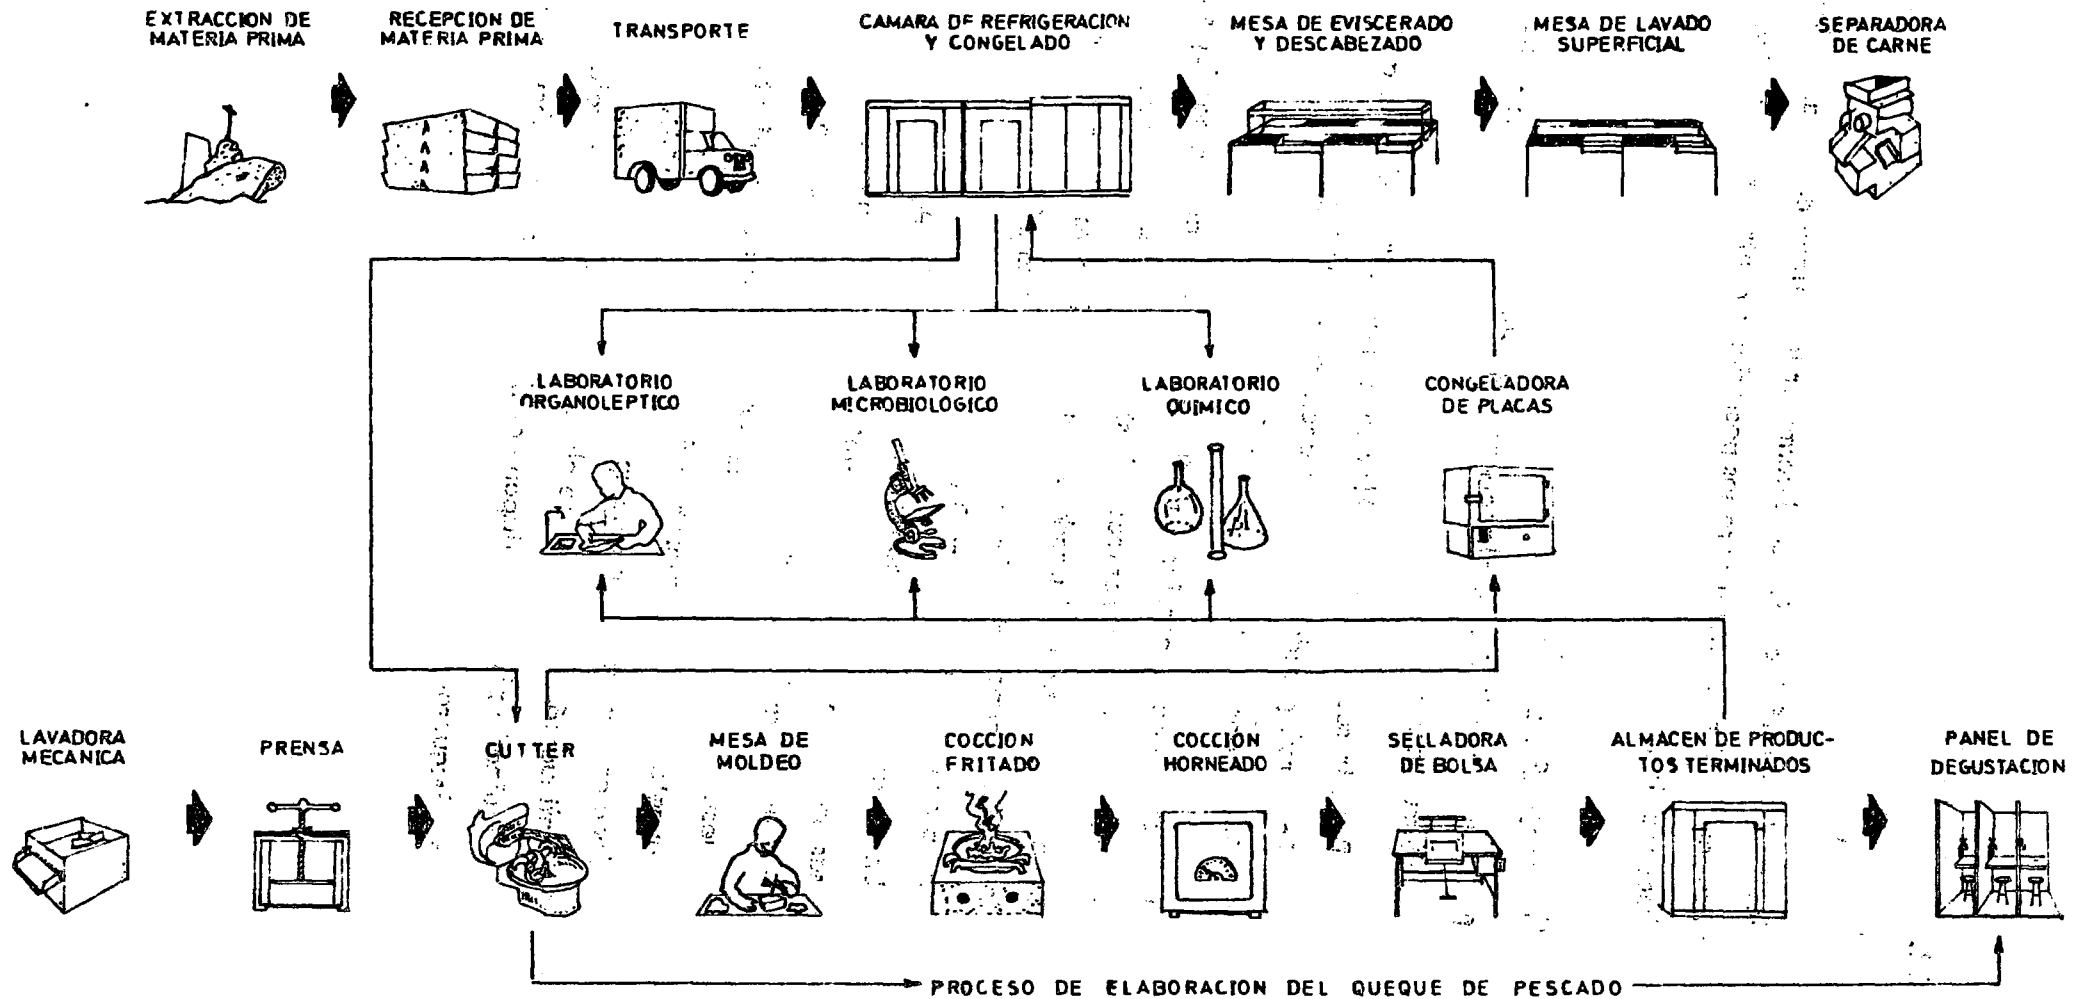 EXTRACCION DE
MATERIA PRIMA
RECEPCION DE
MATERIA PRIMA
TRANSPORTE
CAMARA DE REFRIGERACION
Y CONGELADO
MESA DE EVISCERADO
Y DESCABEZADO
MESA DE LAVADO
SUPERFICIAL
SEPARADORA
DE CARNE
LABORATORIO
ORGANOLEPTICO
LABORATORIO
MICROBIOLOGICO
LABORATORIO
QUIMICO
CONGELADORA
DE PLACAS
LAVADORA
MECANICA
PRENSA
CUTTER
MESA DE
MOLDEO
COCCION
FRITADO
COCCION
HORNEADO
SELLADORA
DE BOLSA
ALMACEN DE PRODUC-
TOS TERMINADOS
PANEL DE
DEGUSTACION
PROCESO DE ELABORACION DEL QUEQUE DE PESCADO